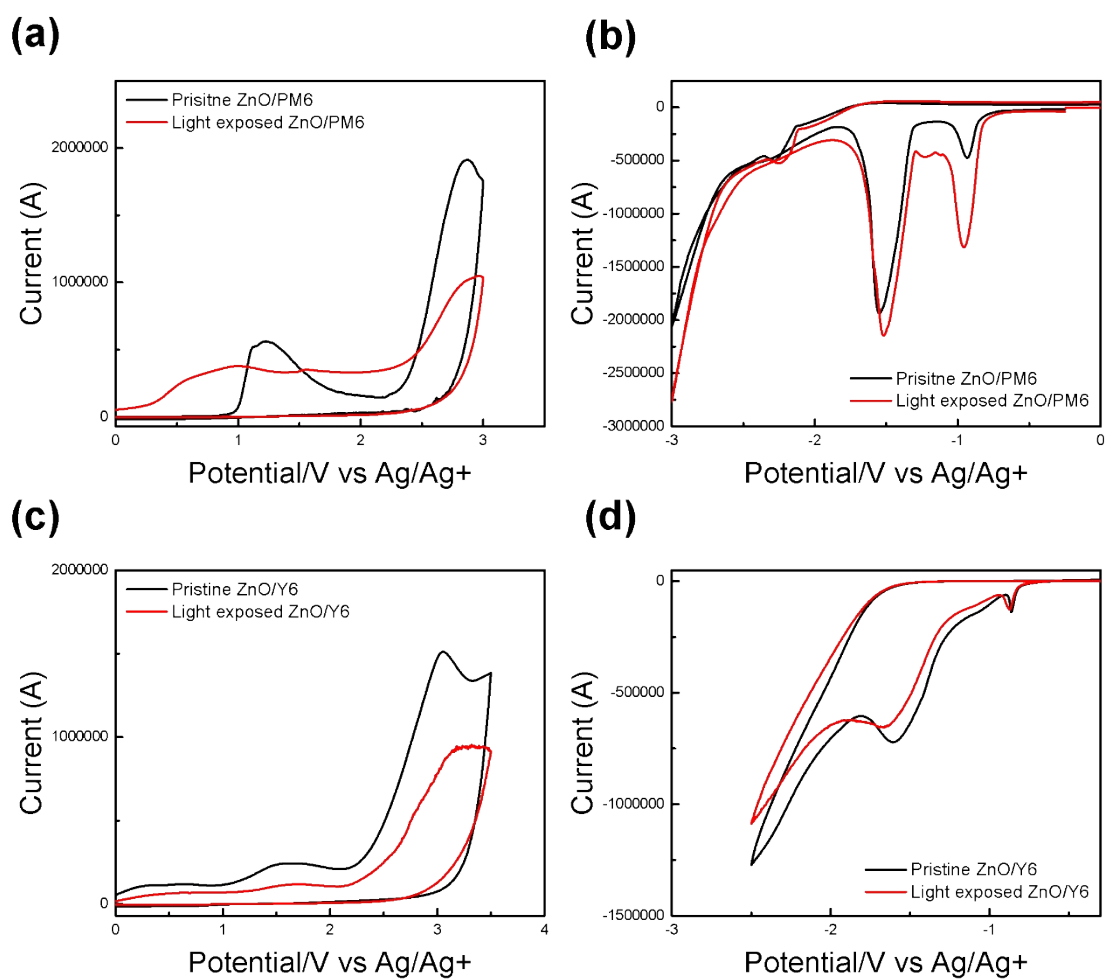 (a)
Prisitne ZnO/PM6
Light exposed ZnO/PM6
2000000
1000000
0
0
1
2
3
Current (A)
Potential/V vs Ag/Ag+
(b)
0
-500000
-1000000
-1500000
-2000000
-2500000
-3000000
-3
-2
-1
0
Current (A)
Prisitne ZnO/PM6
Light exposed ZnO/PM6
Potential/V vs Ag/Ag+
(c)
2000000
1000000
0
0
1
2
3
4
Pristine ZnO/Y6
Light exposed ZnO/Y6
Current (A)
Potential/V vs Ag/Ag+
(d)
0
-500000
-1000000
-1500000
-3
-2
-1
Current (A)
Pristine ZnO/Y6
Light exposed ZnO/Y6
Potential/V vs Ag/Ag+